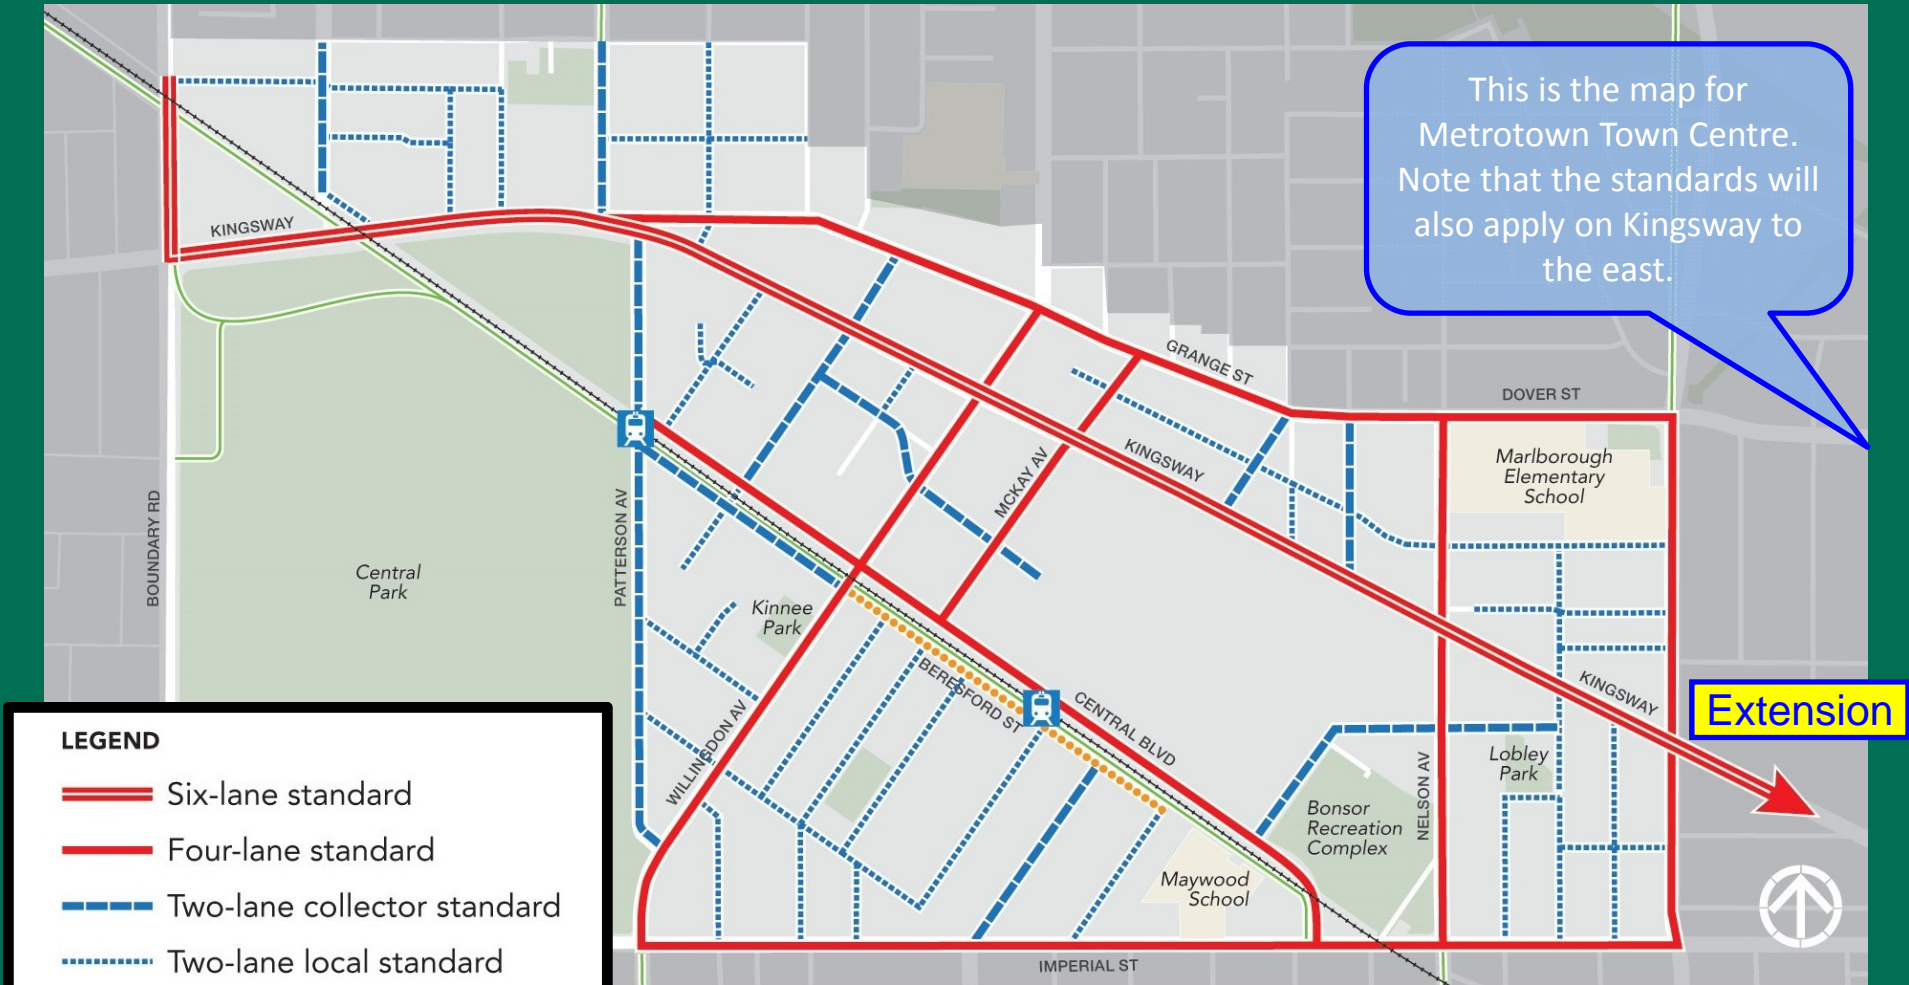 This is the map for
Metrotown Town Centre.
Note that the standards will
also apply on Kingsway to
the east.
KINGSWAY
GRANGE ST
DOVER ST
KINGSWAY
MCKAY AV
Marlborough
Elementary
School
BOUNDARY RD
PATTERSON AV
Central
Park
Kinnee
Park
BERESFORD ST
CENTRAL BLVD
KINGSWAY
Extension
WILLINGDON AV
NELSON AV
Lobley
Park
Bonsor
Recreation
Complex
Maywood
School
IMPERIAL ST
LEGEND
Six-lane standard
Four-lane standard
Two-lane collector standard
Two-lane local standard